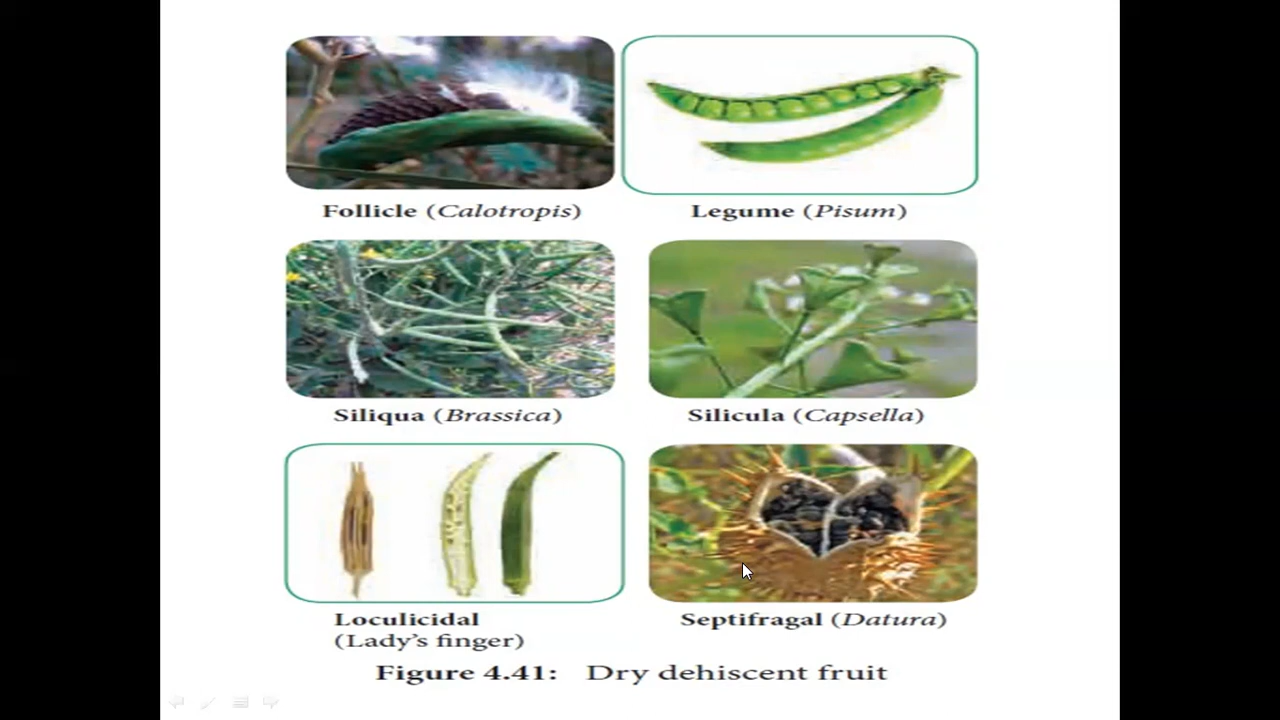 Follicle (Calotropis)
Legume (Pisum)
Siliqua (Brassica)
Silicula (Capsella)
Loculicidal
(Lady's finger)
Septifragal (Datura)
Figure 4.41: Dry dehiscent fruit